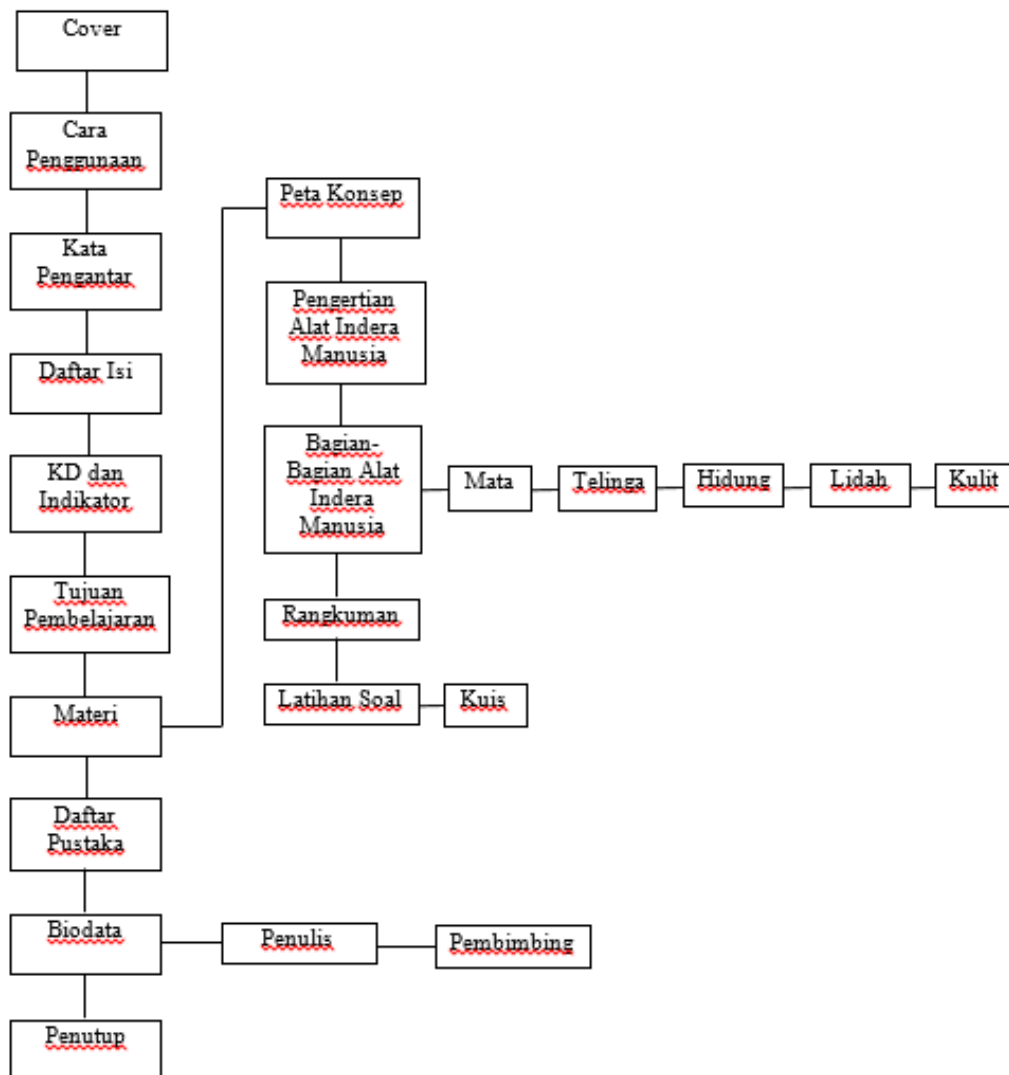 Cover
Cara
Penggunaan
Kata
Pengantar
Daftar Isi
KD dan
Indikator
Tujuan
Pembelajaran
Materi
Peta Konsep
Pengertian
Alat Indera
Manusia
Bagian-
Bagian Alat
Indera
Manusia
Mata
Telinga
Hidung
Lidah
Kulit
Rangkuman
Latihan Soal
Kuis
Daftar
Pustaka
Biodata
Penulis
Pembimbing
Penutup